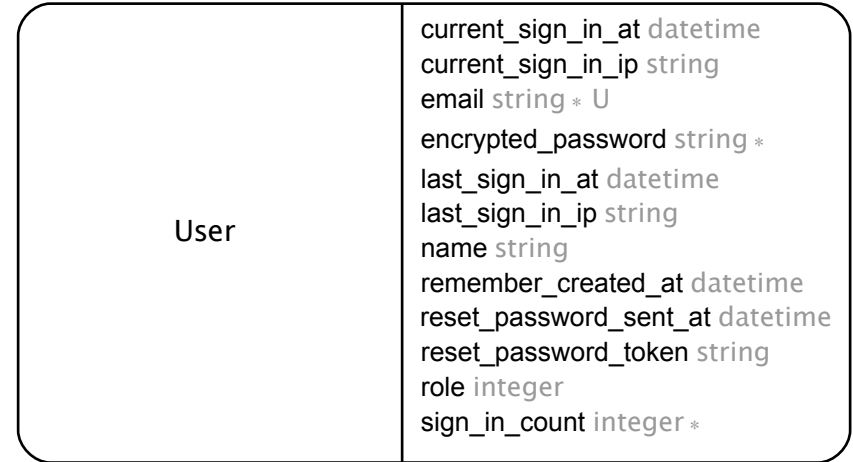 User
current_sign_in_at datetime
current_sign_in_ip string
email string * U
encrypted_password string *
last_sign_in_at datetime
last_sign_in_ip string
name string
remember_created_at datetime
reset_password_sent_at datetime
reset_password_token string
role integer
sign_in_count integer *